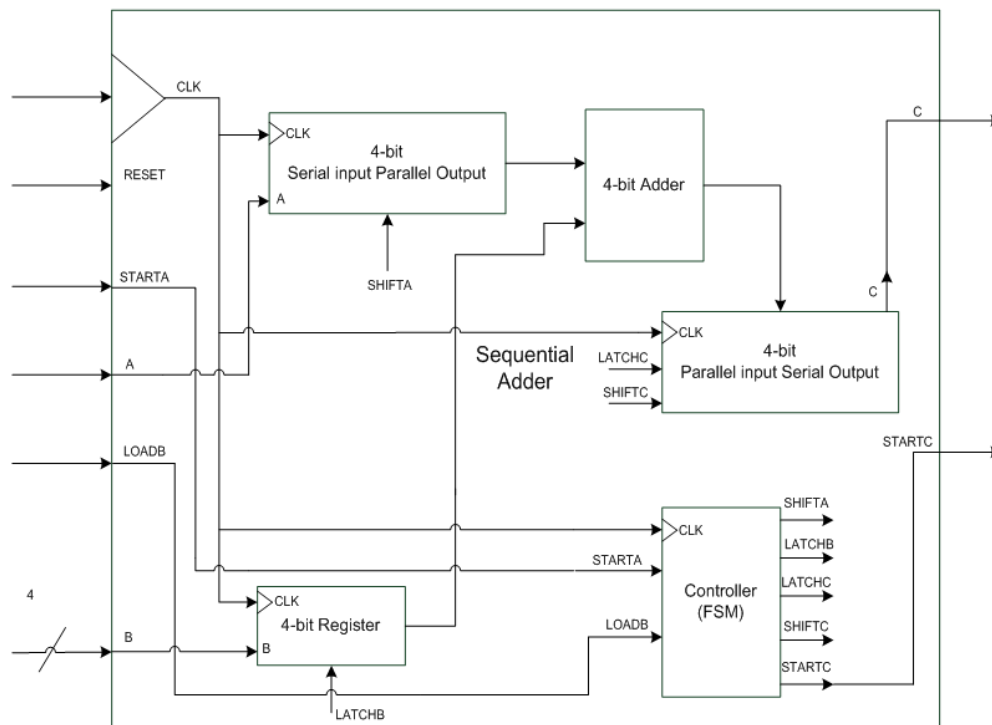 CLK
C
CLK
4-bit
Serial input Parallel Output
4-bit Adder
RESET
A
STARTA
SHIFTA
C
CLK
4-bit
Parallel input Serial Output
Sequential
Adder
LATCHC
SHIFTC
A
LOADB
STARTC
SHIFTA
CLK
LATCHB
STARTA
LATCHC
Controller
(FSM)
4
CLK
4-bit Register
LOADB
SHIFTC
B
B
STARTC
LATCHB